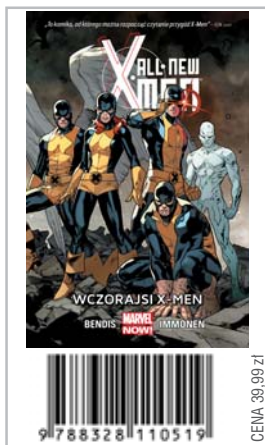 „To komiks, od którego można rozpocząć czytanie przygód X-Men” –
ALL-NEW
X-MEN
WCZORAJSI X-MEN
BENDIS MARVEL NOW! IMMONEN
9 788328 110519
CENA 39,99 zł